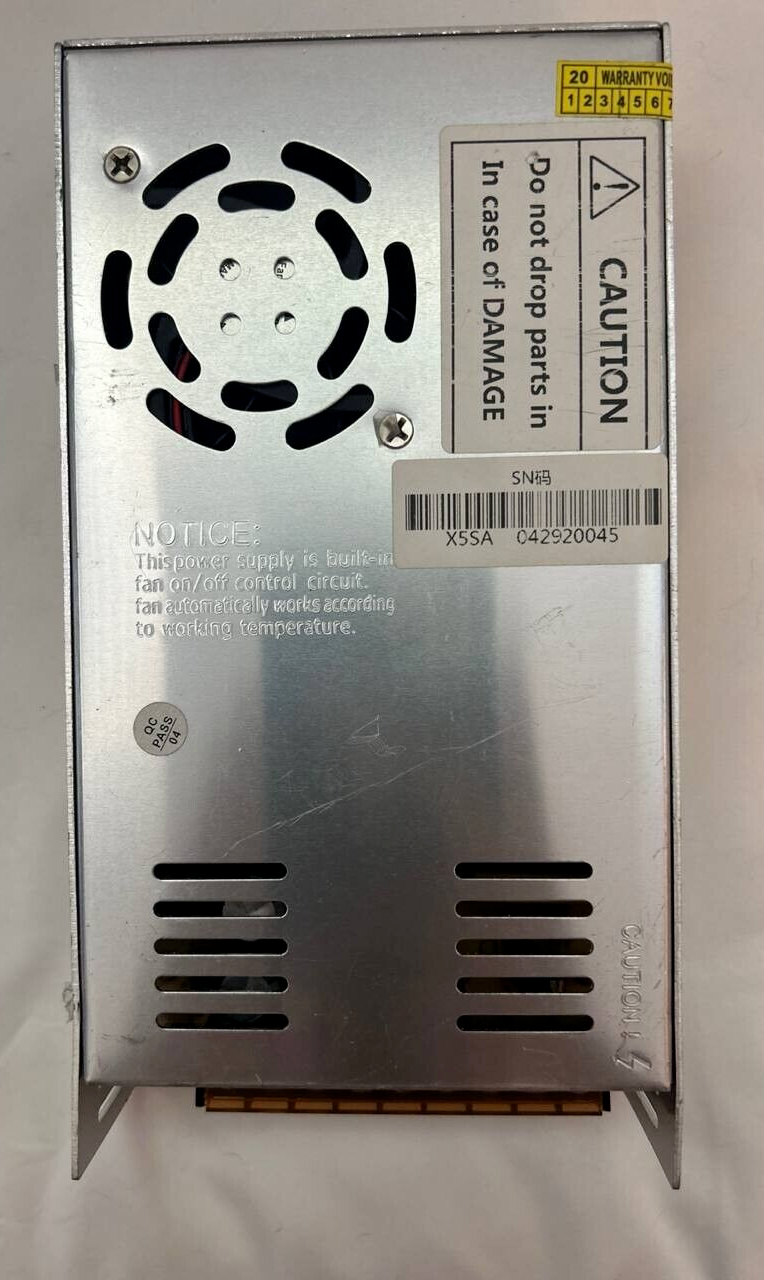 20 WARRANTY VOI
1 2 3 4 5 6 7
CAUTION
Do not drop parts in
In case of DAMAGE
SN码
X5SA 042920045
NOTICE:
This power supply is built-in
fan on/off control circuit.
fan automatically works according
to working temperature.
QC
PASS
04
CAUTION !